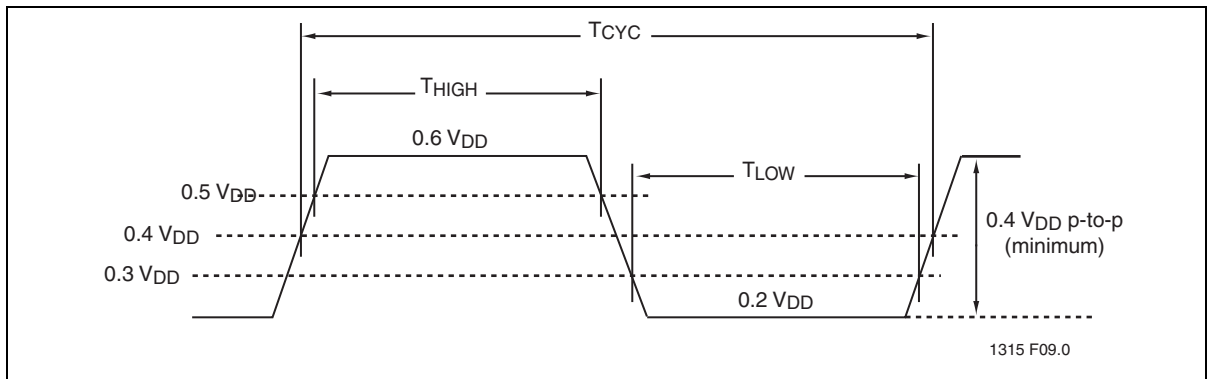 TCYC
THIGH
0.6 VDD
TLOW
0.5 VDD
0.4 VDD
0.4 VDD p-to-p
(minimum)
0.3 VDD
0.2 VDD
1315 F09.0